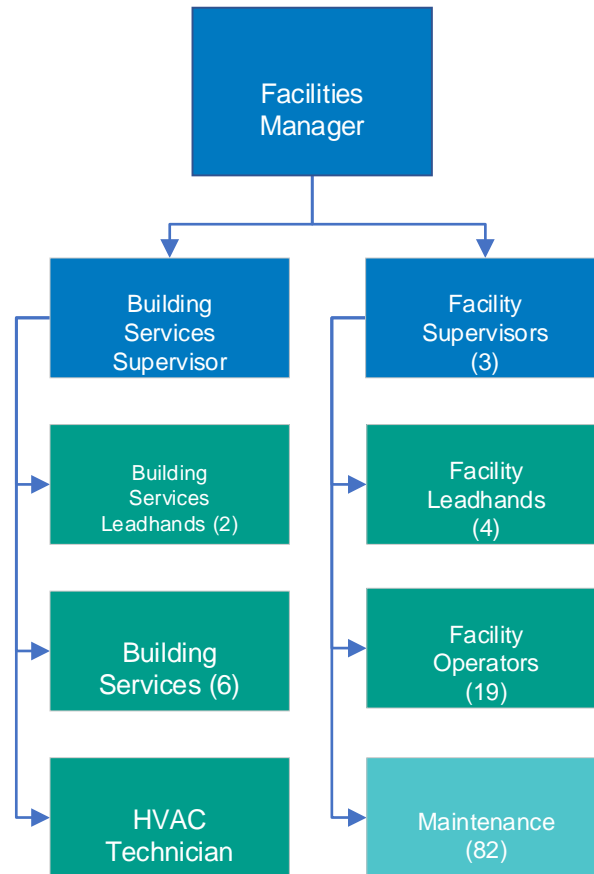 Facilities
Manager
Building
Services
Supervisor
Facility
Supervisors
(3)
Building
Services
Leadhands (2)
Facility
Leadhands
(4)
Building
Services (6)
Facility
Operators
(19)
HVAC
Technician
Maintenance
(82)